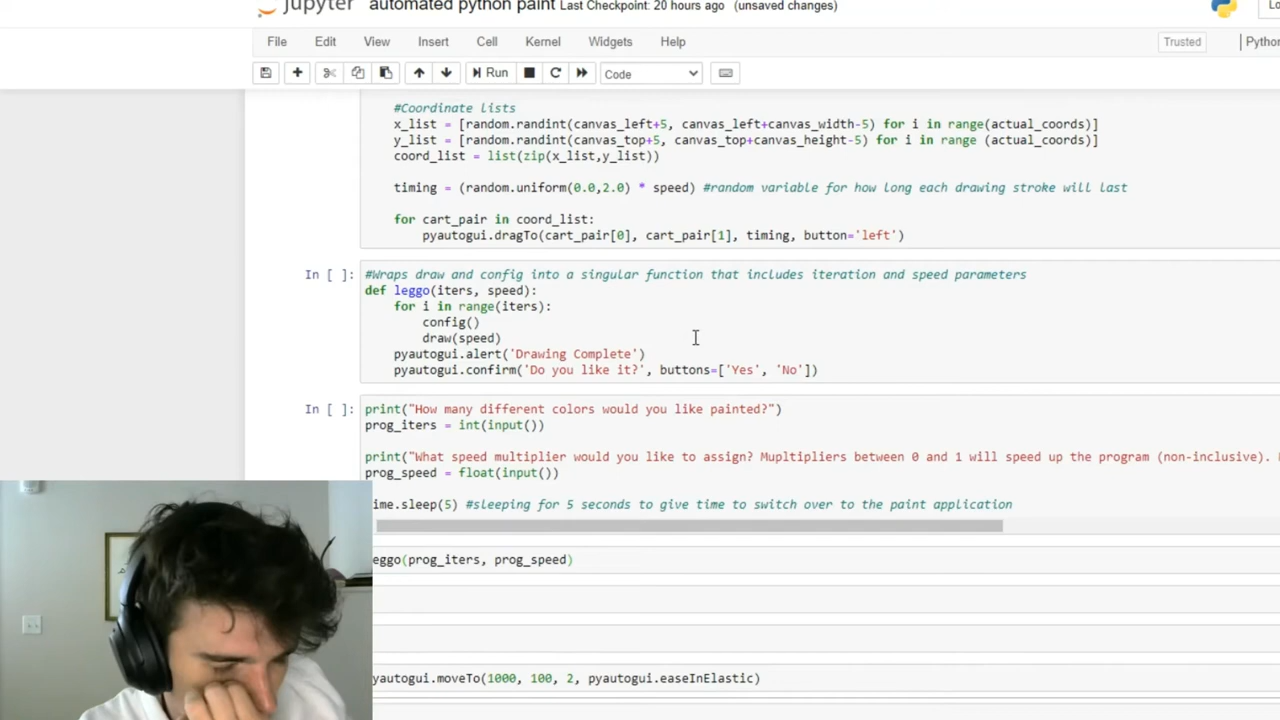 jupyter automated python paint Last Checkpoint: 20 hours ago (unsaved changes)
File Edit View Insert Cell Kernel Widgets Help Trusted Python
Run Code
#Coordinate lists
x_list = [random.randint(canvas_left+5, canvas_left+canvas_width-5) for i in range(actual_coords)]
y_list = [random.randint(canvas_top+5, canvas_top+canvas_height-5) for i in range (actual_coords)]
coord_list = list(zip(x_list,y_list))
timing = (random.uniform(0.0,2.0) * speed) #random variable for how long each drawing stroke will last
for cart_pair in coord_list:
pyautogui.dragTo(cart_pair[0], cart_pair[1], timing, button='left')
In [ ]: #Wraps draw and config into a singular function that includes iteration and speed parameters
def leggo(iters, speed):
for i in range(iters):
config()
draw(speed)
pyautogui.alert('Drawing Complete')
pyautogui.confirm('Do you like it?', buttons=['Yes', 'No'])
In [ ]: print("How many different colors would you like painted?")
prog_iters = int(input())
print("What speed multiplier would you like to assign? Mupltipliers between 0 and 1 will speed up the program (non-inclusive).
prog_speed = float(input())
ime.sleep(5) #sleeping for 5 seconds to give time to switch over to the paint application
eggo(prog_iters, prog_speed)
yautogui.moveTo(1000, 100, 2, pyautogui.easeInElastic)